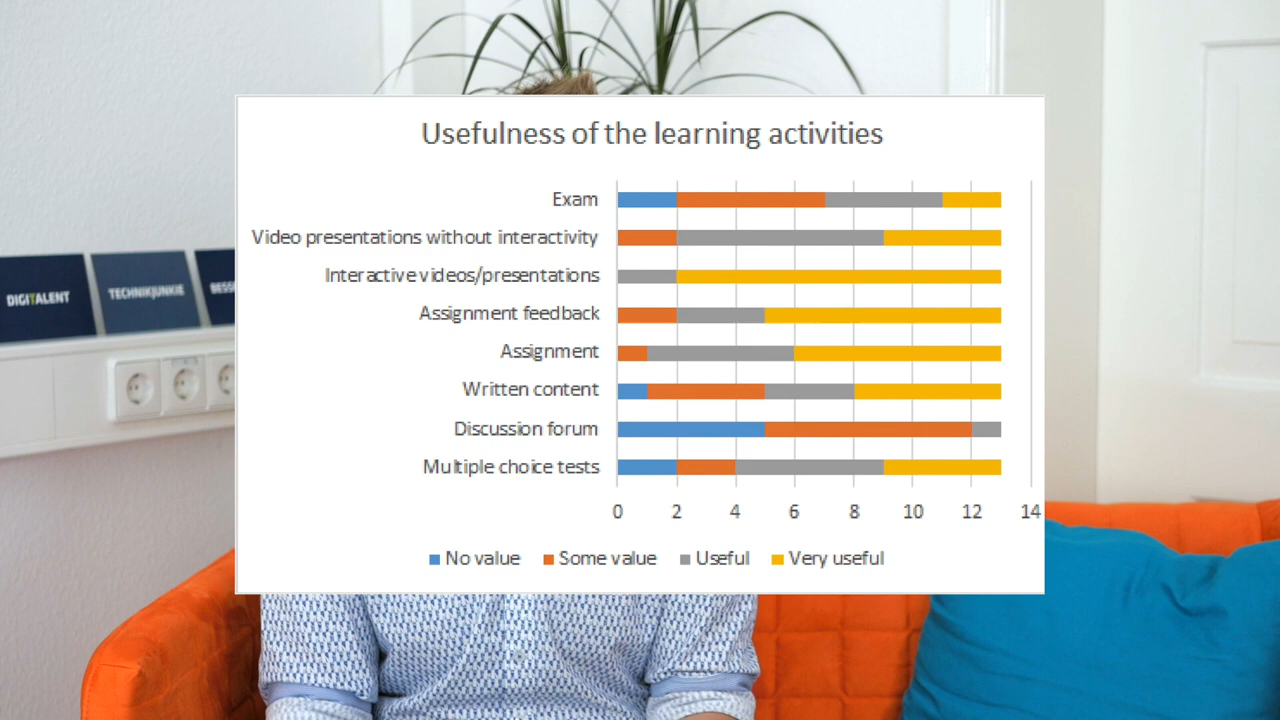 Usefulness of the learning activities
Exam
Video presentations without interactivity
Interactive videos/presentations
Assignment feedback
Assignment
Written content
Discussion forum
Multiple choice tests
0 2 4 6 8 10 12 14
No value Some value Useful Very useful
DIGITALENT
TECHNIKJUNKIE